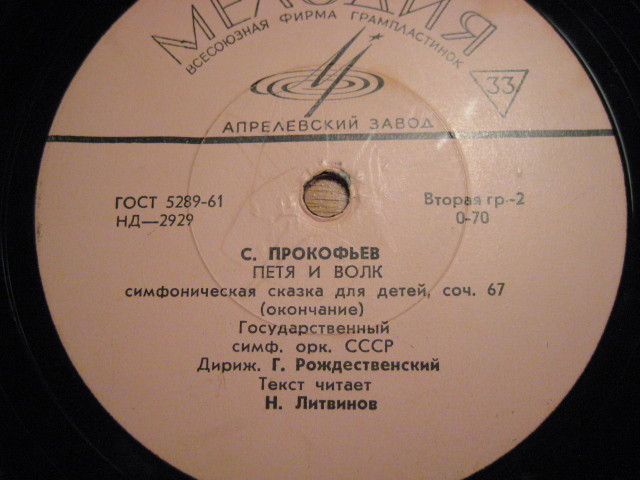 МЕЛОДИЯ
ВСЕСОЮЗНАЯ ФИРМА ГРАМПЛАСТИНОК
33
АПРЕЛЕВСКИЙ ЗАВОД
ГОСТ 5289-61
НД—2929
Вторая гр.-2
0-70
С. ПРОКОФЬЕВ
ПЕТЯ И ВОЛК
симфоническая сказка для детей, соч. 67
(окончание)
Государственный
симф. орк. СССР
Дириж. Г. Рождественский
Текст читает
Н. Литвинов